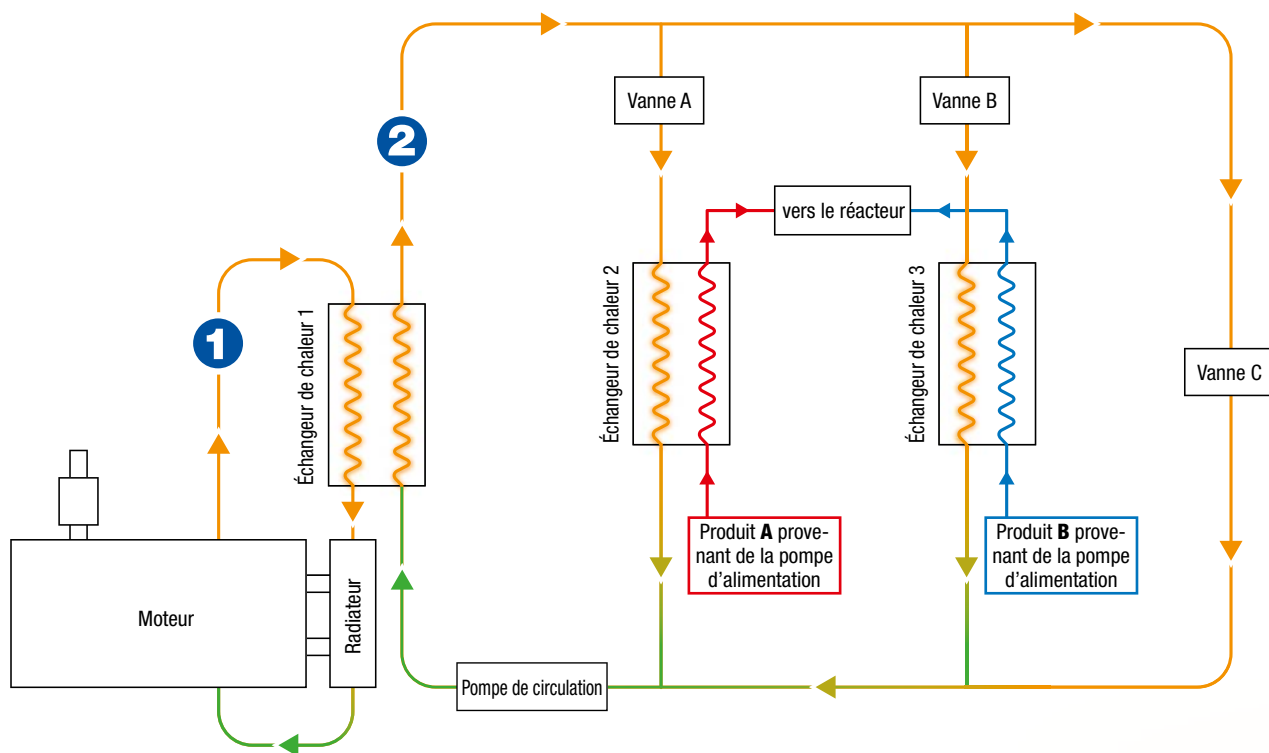 2
Vanne A
Vanne B
vers le réacteur
1
Échangeur de chaleur 1
Échangeur de chaleur 2
Échangeur de chaleur 3
Vanne C
Produit A prove-
nant de la pompe
d'alimentation
Produit B prove-
nant de la pompe
d'alimentation
Moteur
Radiateur
Pompe de circulation